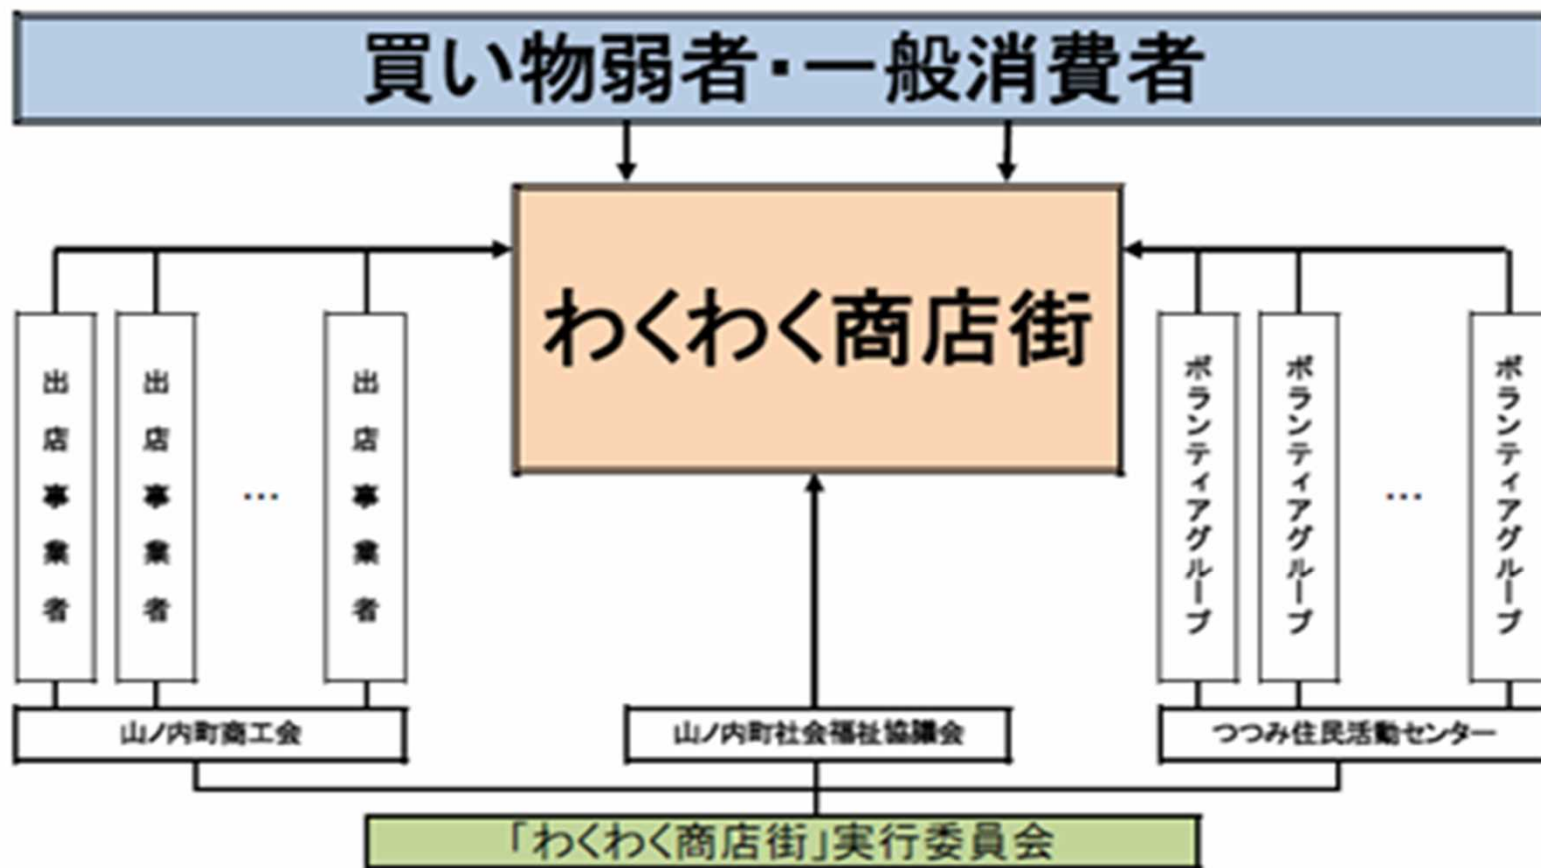 買い物弱者・一般消費者
わくわく商店街
出店事業者
出店事業者
…
出店事業者
ボランティアグループ
ボランティアグループ
…
ボランティアグループ
山ノ内町商工会
山ノ内町社会福祉協議会
つつみ住民活動センター
「わくわく商店街」実行委員会